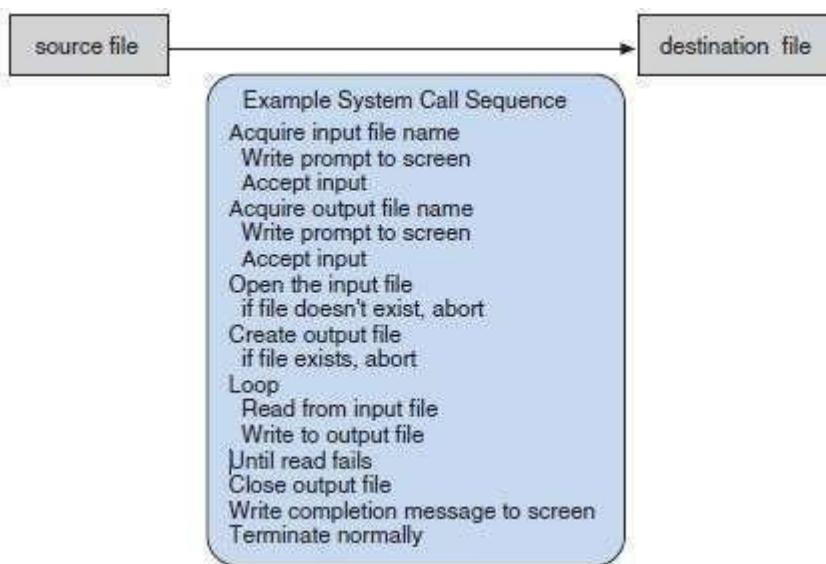 source file
destination file
Example System Call Sequence
Acquire input file name
Write prompt to screen
Accept input
Acquire output file name
Write prompt to screen
Accept input
Open the input file
if file doesn't exist, abort
Create output file
if file exists, abort
Loop
Read from input file
Write to output file
Until read fails
Close output file
Write completion message to screen
Terminate normally